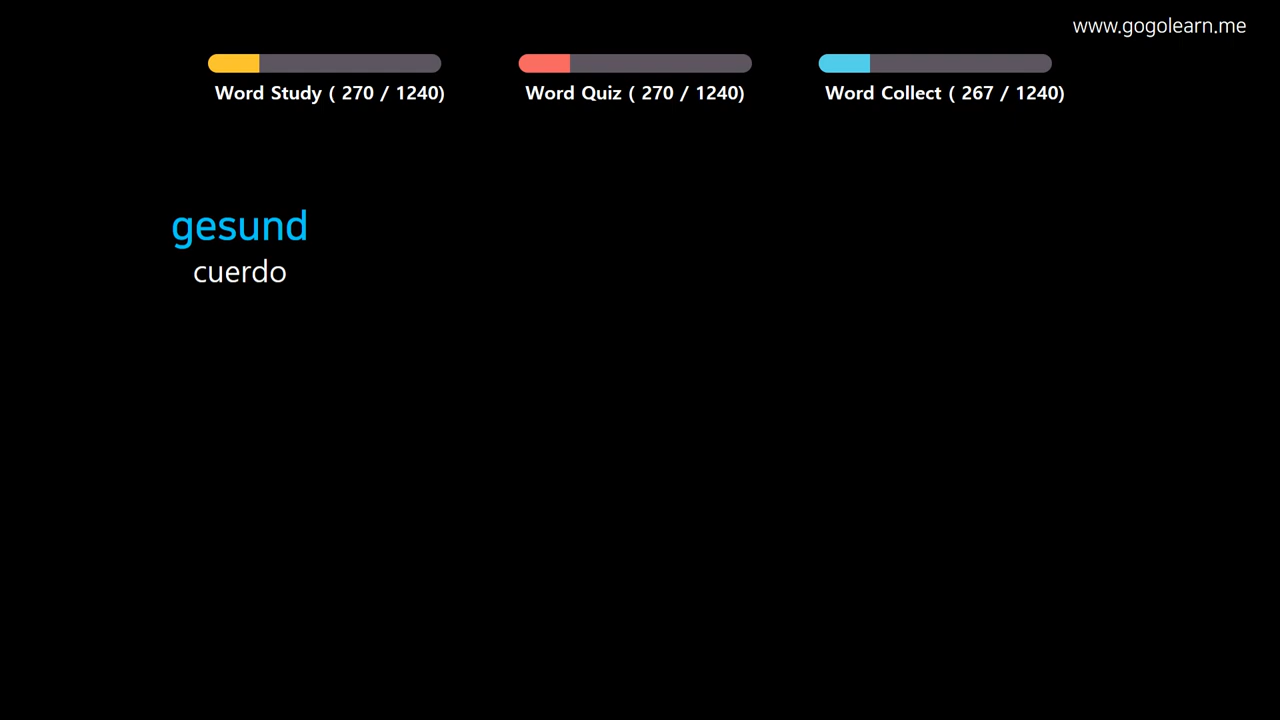 www.gogolearn.me
Word Study ( 270 / 1240)
Word Quiz ( 270 / 1240)
Word Collect ( 267 / 1240)
gesund
cuerdo